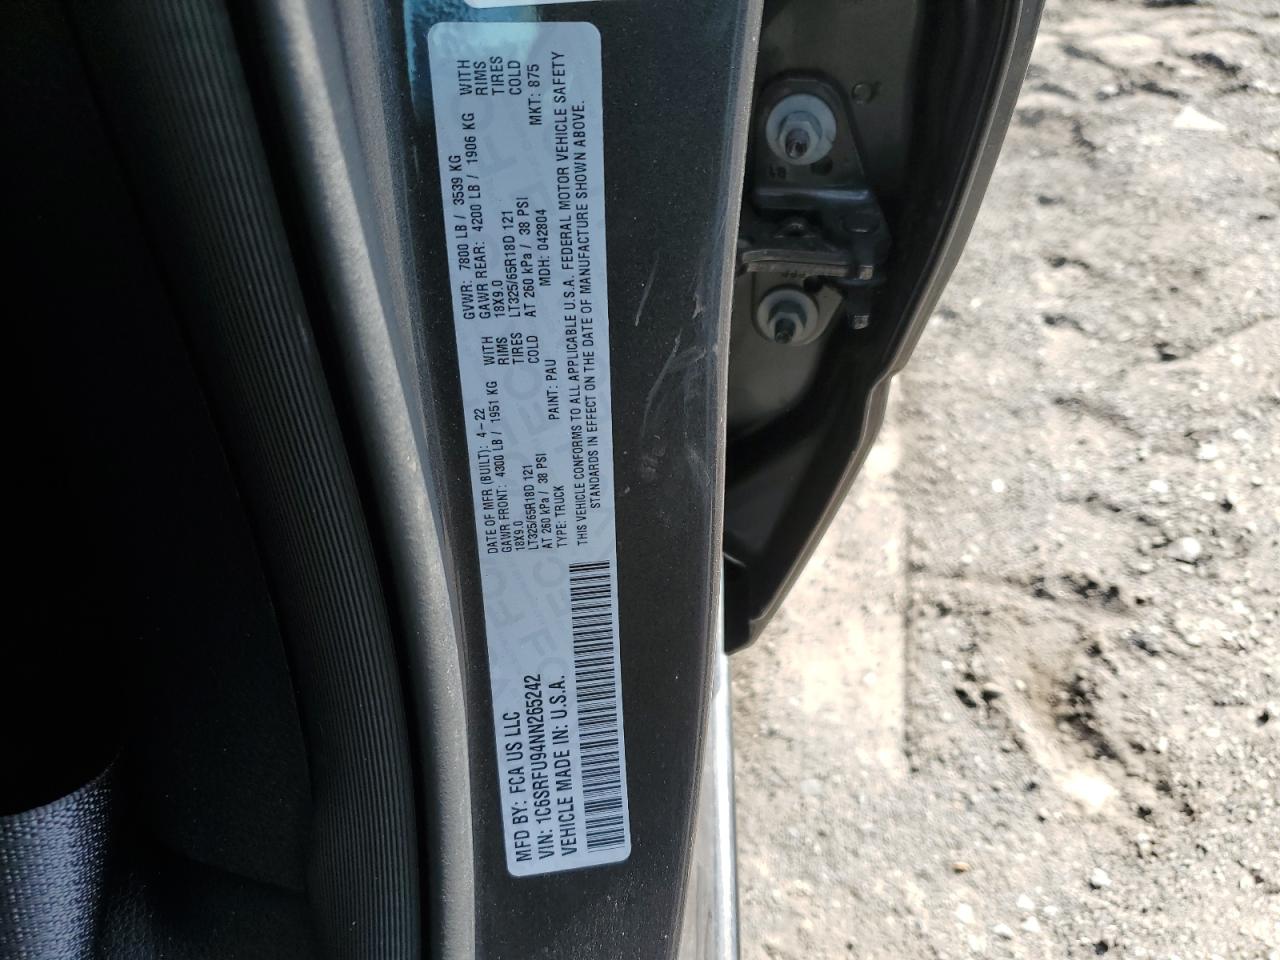 MFD BY: FCA US LLC
VIN: 1C6SRFU94NN265242
VEHICLE MADE IN: U.S.A.
DATE OF MFR (BUILT): 4-22 GVWR: 7800 LB / 3539 KG
GAWR FRONT: 4300 LB / 1951 KG WITH GAWR REAR: 4200 LB / 1906 KG WITH
18X9.0 RIMS 18X9.0 RIMS
LT325/65R18D 121 TIRES LT325/65R18D 121 TIRES
AT 260 kPa / 38 PSI COLD AT 260 kPa / 38 PSI COLD
TYPE: TRUCK PAINT: PAU MDH: 042804 MKT: 875
THIS VEHICLE CONFORMS TO ALL APPLICABLE U.S.A. FEDERAL MOTOR VEHICLE SAFETY
STANDARDS IN EFFECT ON THE DATE OF MANUFACTURE SHOWN ABOVE.